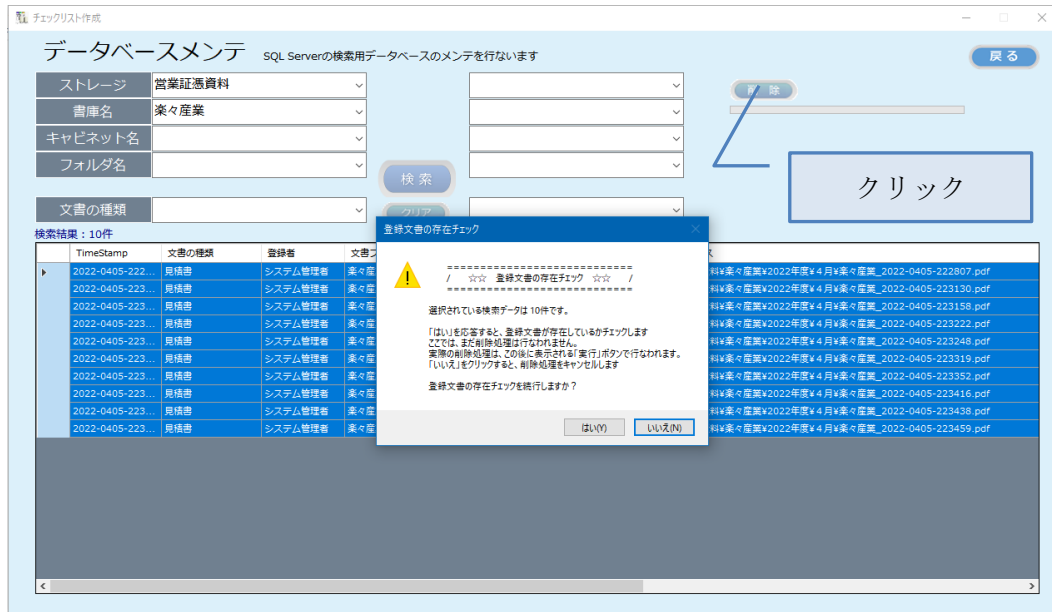 チェックリスト作成
データベースメンテ SQL Serverの検索用データベースのメンテを行ないます
戻る
ストレージ 営業証憑資料
削 除
書庫名 楽々産業
キャビネット名
フォルダ名
検 索
クリック
文書の種類
クリア
検索結果：10件
TimeStamp 文書の種類 登録者
2022-0405-222... 見積書 システム管理者 料¥楽々産業¥2022年度¥４月¥楽々産業_2022-0405-222807.pdf
2022-0405-223... 見積書 システム管理者 料¥楽々産業¥2022年度¥４月¥楽々産業_2022-0405-223130.pdf
2022-0405-223... 見積書 システム管理者 料¥楽々産業¥2022年度¥４月¥楽々産業_2022-0405-223158.pdf
2022-0405-223... 見積書 システム管理者 料¥楽々産業¥2022年度¥４月¥楽々産業_2022-0405-223222.pdf
2022-0405-223... 見積書 システム管理者 料¥楽々産業¥2022年度¥４月¥楽々産業_2022-0405-223248.pdf
2022-0405-223... 見積書 システム管理者 料¥楽々産業¥2022年度¥４月¥楽々産業_2022-0405-223319.pdf
2022-0405-223... 見積書 システム管理者 料¥楽々産業¥2022年度¥４月¥楽々産業_2022-0405-223352.pdf
2022-0405-223... 見積書 システム管理者 料¥楽々産業¥2022年度¥４月¥楽々産業_2022-0405-223416.pdf
2022-0405-223... 見積書 システム管理者 料¥楽々産業¥2022年度¥４月¥楽々産業_2022-0405-223438.pdf
2022-0405-223... 見積書 システム管理者 料¥楽々産業¥2022年度¥４月¥楽々産業_2022-0405-223459.pdf
登録文書の存在チェック
============================
/ ☆☆ 登録文書の存在チェック ☆☆ /
============================
選択されている検索データは 10件です。
「はい」を応答すると、登録文書が存在しているかチェックします
ここでは、まだ削除処理は行なわれません。
実際の削除処理は、この後に表示される「実行」ボタンで行なわれます。
「いいえ」をクリックすると、削除処理をキャンセルします
登録文書の存在チェックを続行しますか？
はい(Y) いいえ(N)